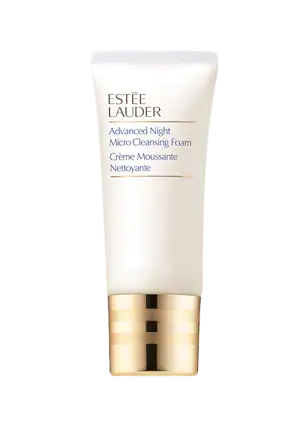 ESTĒE
LAUDER
Advanced Night
Micro Cleansing Foam
Crème Moussante
Nettoyante